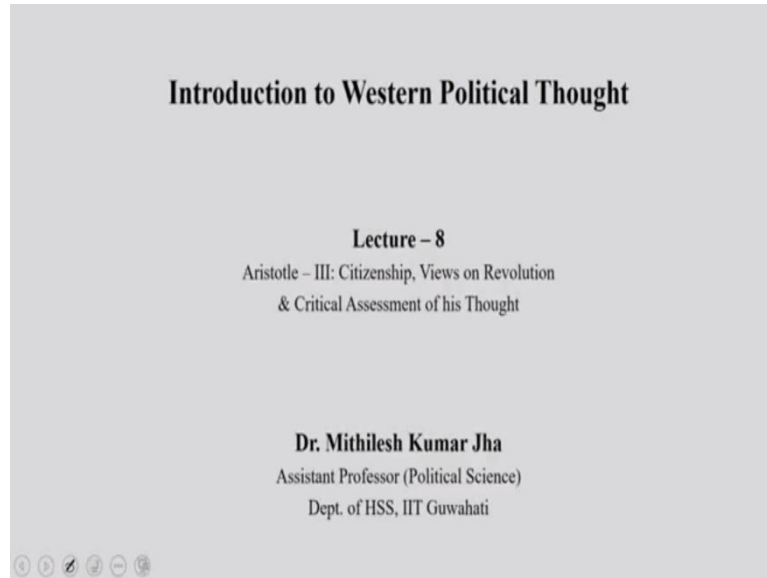 Introduction to Western Political Thought
Lecture – 8
Aristotle – III: Citizenship, Views on Revolution
& Critical Assessment of his Thought
Dr. Mithilesh Kumar Jha
Assistant Professor (Political Science)
Dept. of HSS, IIT Guwahati